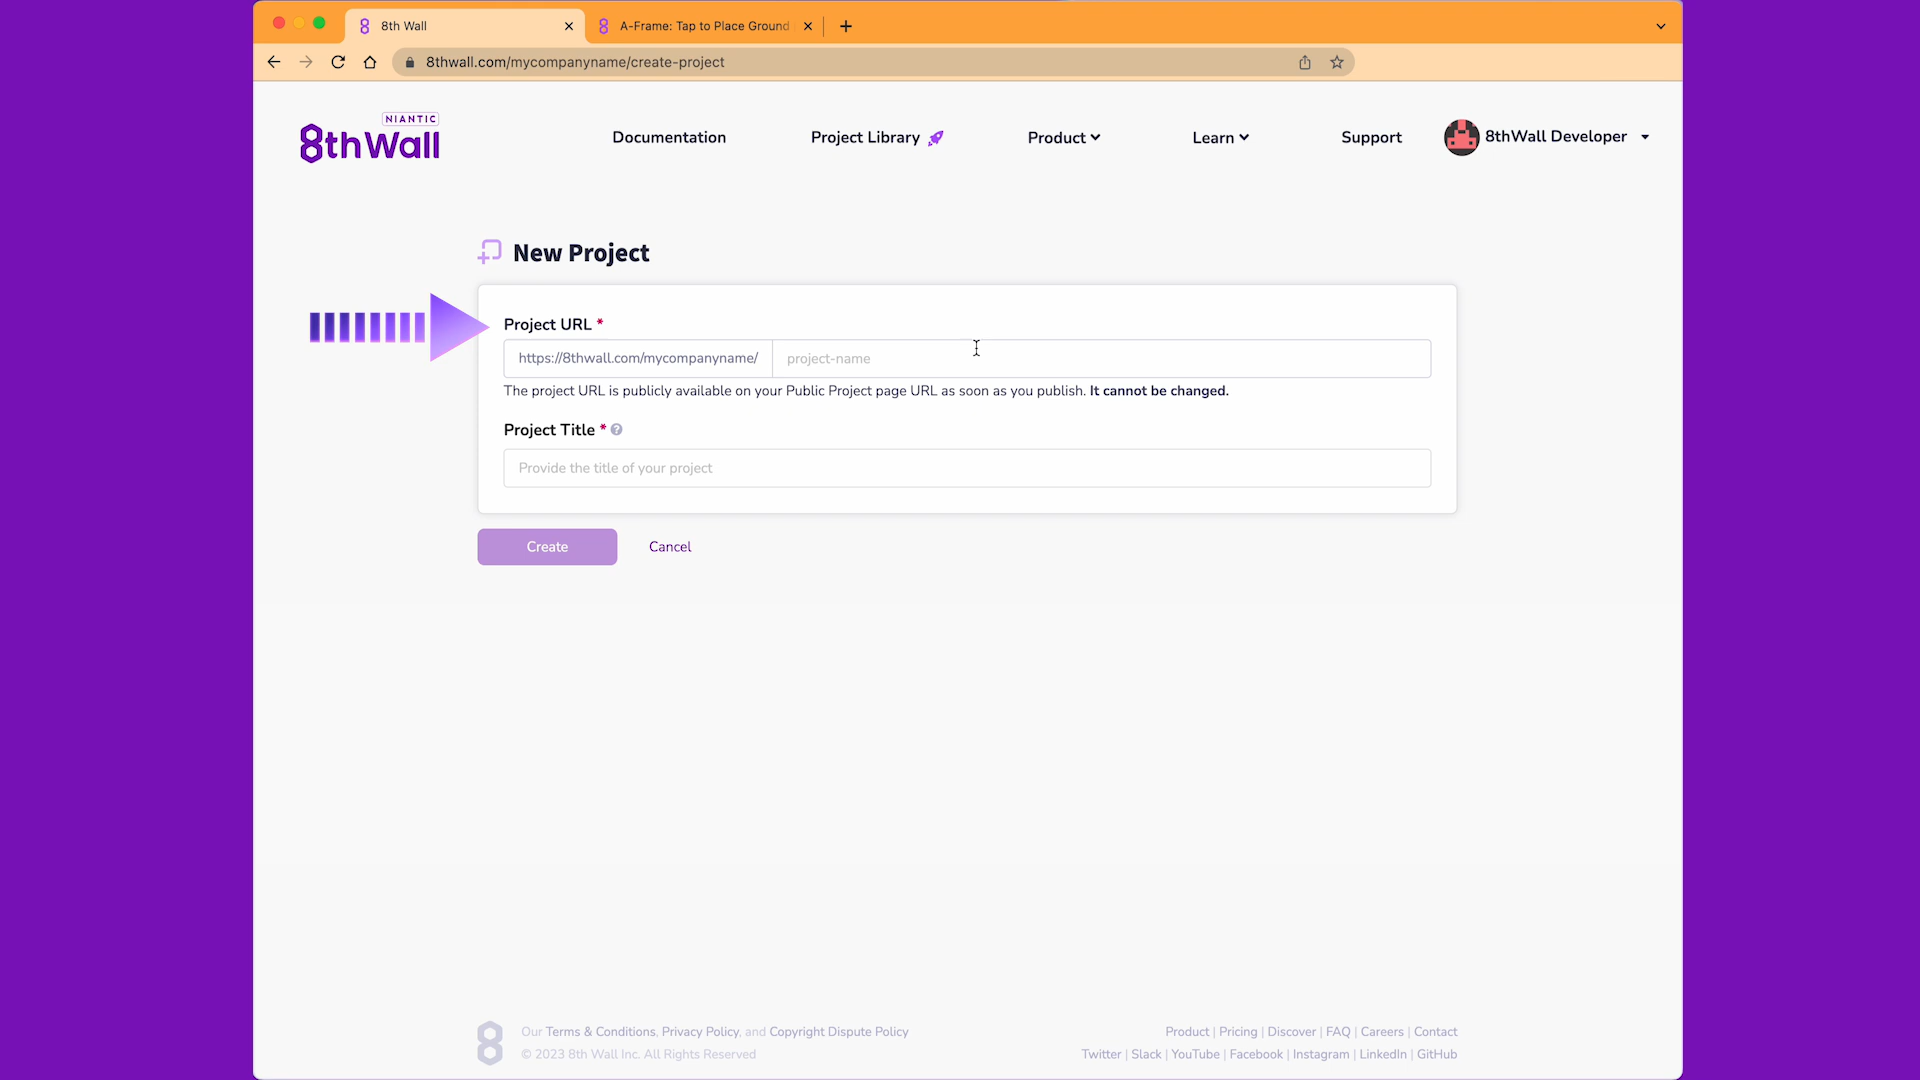 8th Wall
A-Frame: Tap to Place Ground
8thwall.com/mycompanyname/create-project
NIANTIC
8thWall
Documentation
Project Library
Product
Learn
Support
8thWall Developer
New Project
Project URL *
https://8thwall.com/mycompanyname/ project-name
The project URL is publicly available on your Public Project page URL as soon as you publish. It cannot be changed.
Project Title * ?
Provide the title of your project
Create
Cancel
Our Terms & Conditions, Privacy Policy, and Copyright Dispute Policy
© 2023 8th Wall Inc. All Rights Reserved
Product | Pricing | Discover | FAQ | Careers | Contact
Twitter | Slack | YouTube | Facebook | Instagram | LinkedIn | GitHub